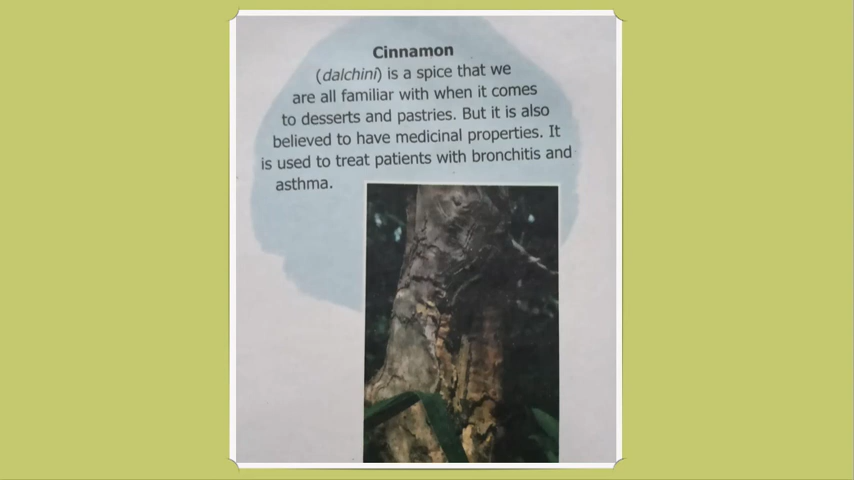 Cinnamon
(dalchini) is a spice that we
are all familiar with when it comes
to desserts and pastries. But it is also
believed to have medicinal properties. It
is used to treat patients with bronchitis and
asthma.